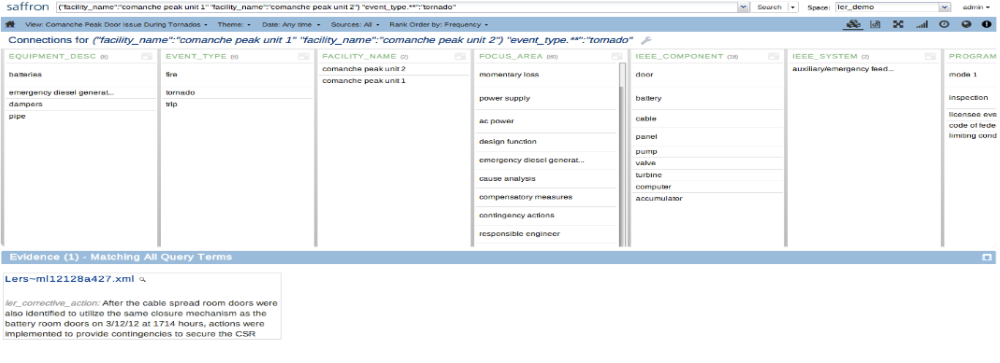 saffron ("facility_name":"comanche peak unit 1" "facility_name":"comanche peak unit 2") "event_type.**":"tornado" Search Space: ler_demo admin
View: Comanche Peak Door Issue During Tornados Theme: Date: Any time Sources: All Rank Order by: Frequency
Connections for ("facility_name":"comanche peak unit 1" "facility_name":"comanche peak unit 2") "event_type.**":"tornado"
EQUIPMENT_DESC (8)
batteries
emergency diesel generat...
dampers
pipe
EVENT_TYPE (6)
fire
tornado
trip
FACILITY_NAME (2)
comanche peak unit 2
comanche peak unit 1
FOCUS_AREA (80)
momentary loss
power supply
ac power
design function
emergency diesel generat...
cause analysis
compensatory measures
contingency actions
responsible engineer
IEEE_COMPONENT (18)
door
battery
cable
panel
pump
valve
turbine
computer
accumulator
IEEE_SYSTEM (2)
auxiliary/emergency feed...
PROGRAM
mode 1
inspection
licensee eve
code of fede
limiting cond
Evidence (1) - Matching All Query Terms
Lers~ml12128a427.xml
ler_corrective_action: After the cable spread room doors were
also identified to utilize the same closure mechanism as the
battery room doors on 3/12/12 at 1714 hours, actions were
implemented to provide contingencies to secure the CSR